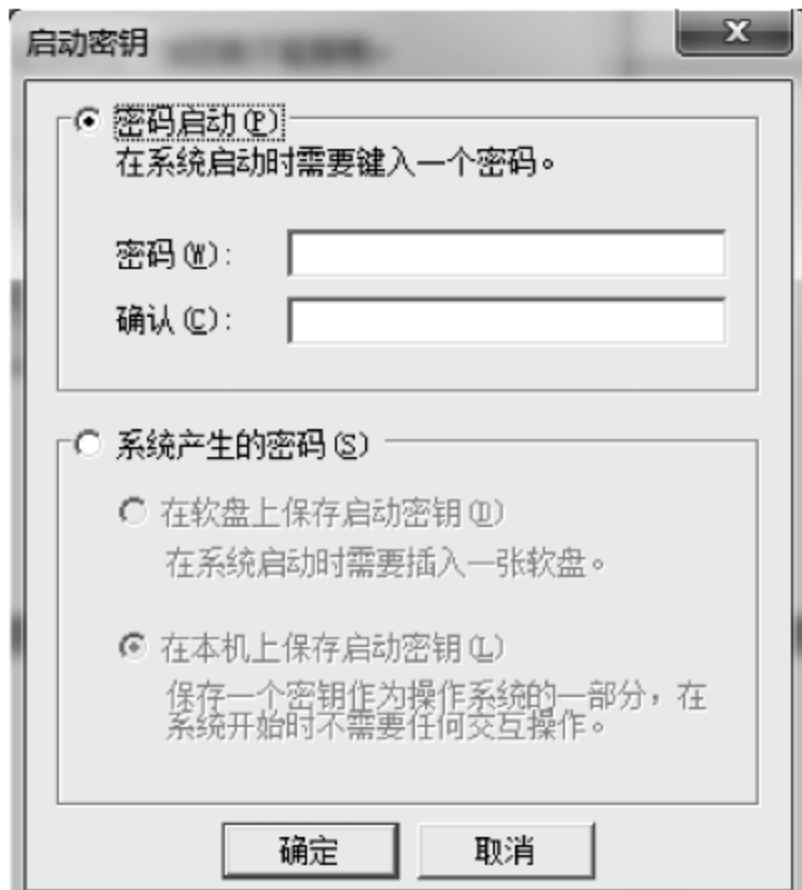 启动密钥
密码启动(P)
在系统启动时需要键入一个密码。
密码(W):
确认(C):
系统产生的密码(S)
在软盘上保存启动密钥(D)
在系统启动时需要插入一张软盘。
在本机上保存启动密钥(L)
保存一个密钥作为操作系统的一部分，在
系统开始时不需要任何交互操作。
确定
取消